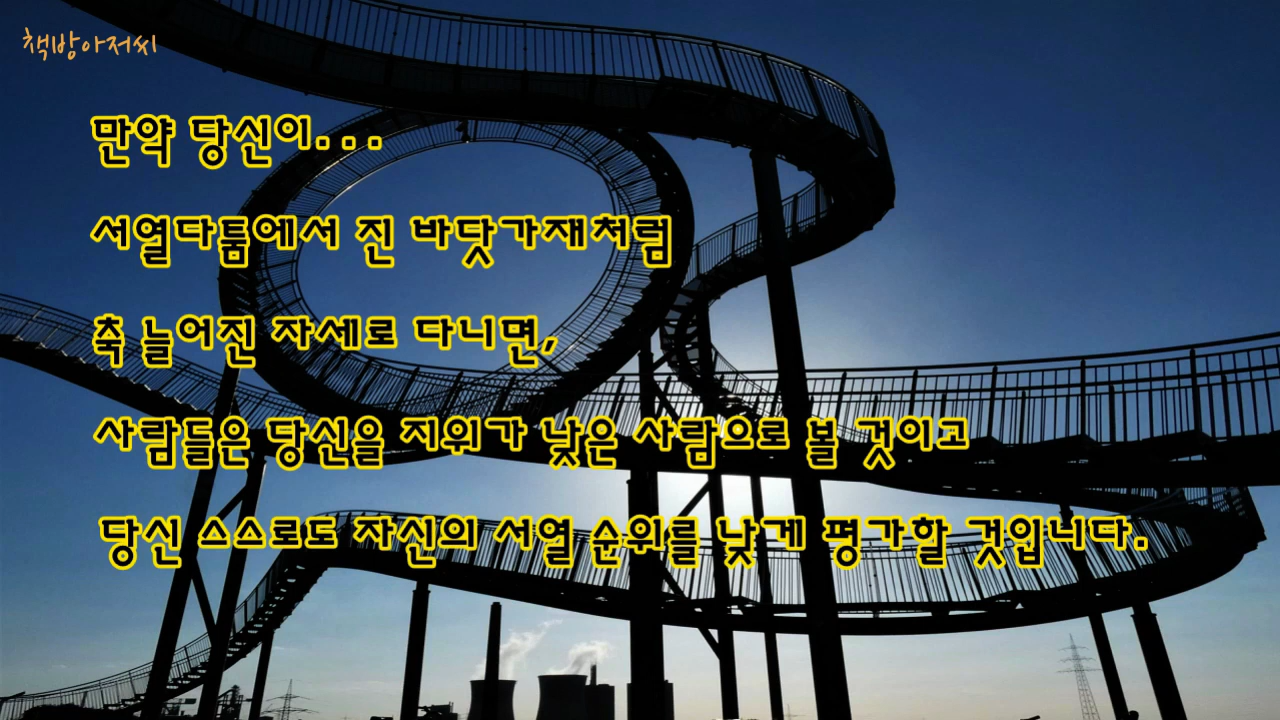 책방아저씨
만약 당신이...
서열다툼에서 진 바닷가재처럼
축 늘어진 자세로 다니면,
사람들은 당신을 지위가 낮은 사람으로 볼 것이고
당신 스스로도 자신의 서열 순위를 낮게 평가할 것입니다.